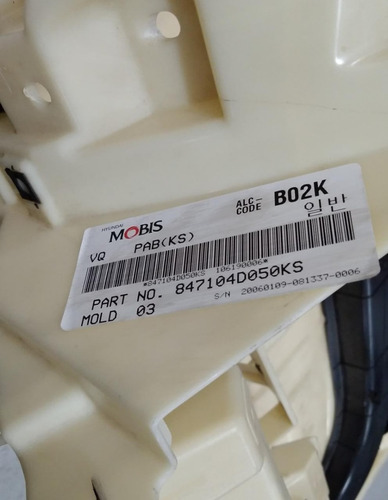 HYUNDAI
MOBIS
ALC-
CODE
B02K
일반
VQ PAB(KS)
*847104D050KS 106190006*
PART NO. 847104D050KS
S/N 20060109-081337-0006
MOLD 03